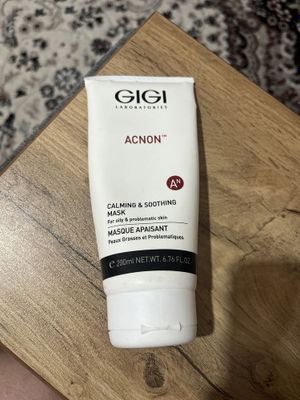 GIGI
LABORATORIES
ACNON™
AN
CALMING & SOOTHING
MASK
For oily & problematic skin
MASQUE APAISANT
Peaux Grasses et Problematiques
e 200ml NET.WT. 6.76 FL.OZ.